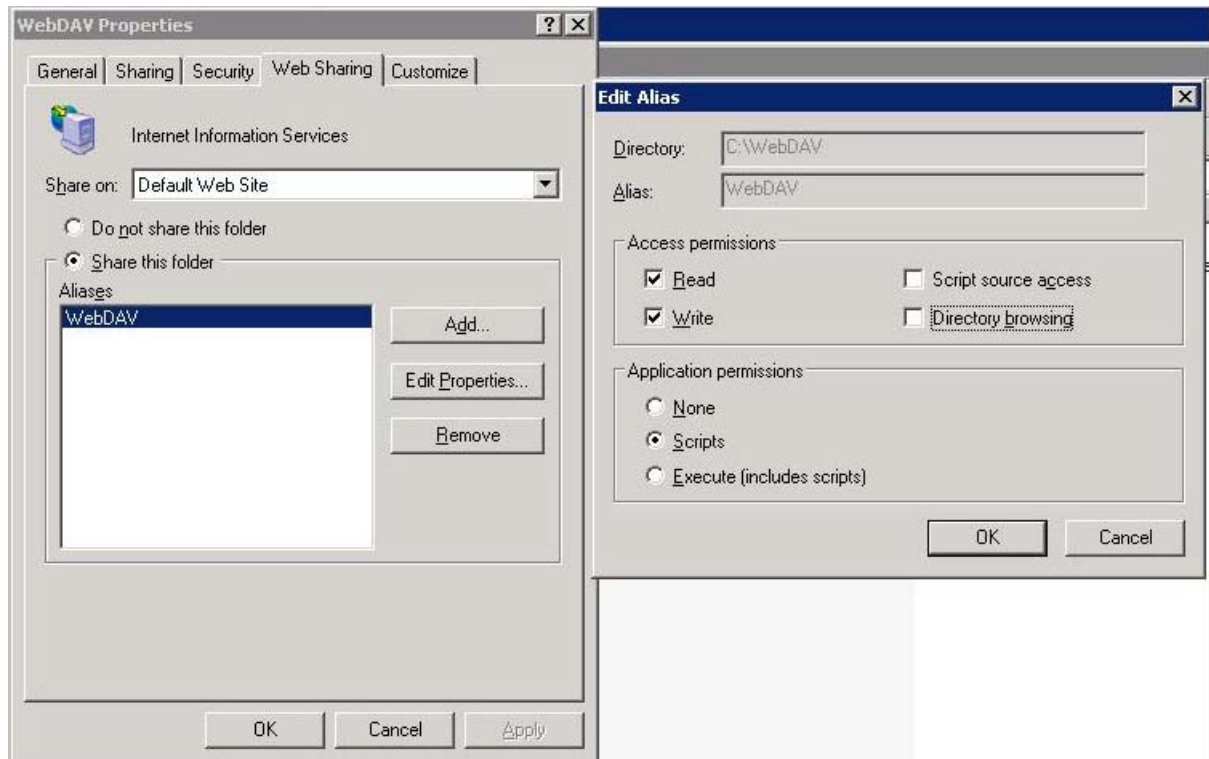 WebDAV Properties
General Sharing Security Web Sharing Customize
Internet Information Services
Share on: Default Web Site
Do not share this folder
Share this folder
Aliases
WebDAV
Add...
Edit Properties...
Remove
OK Cancel Apply
Edit Alias
Directory: C:\WebDAV
Alias: WebDAV
Access permissions
Read Script source access
Write Directory browsing
Application permissions
None
Scripts
Execute (includes scripts)
OK Cancel